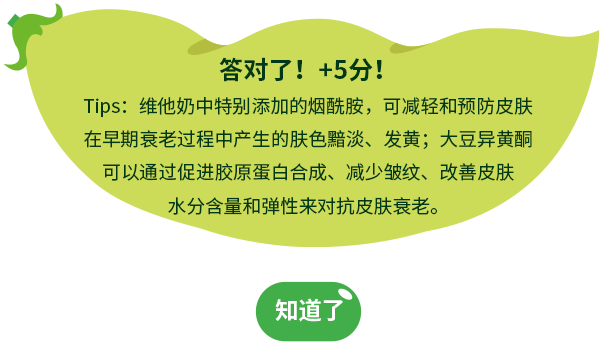 答对了！+5分！
Tips：维他奶中特别添加的烟酰胺，可减轻和预防皮肤
在早期衰老过程中产生的肤色黯淡、发黄；大豆异黄酮
可以通过促进胶原蛋白合成、减少皱纹、改善皮肤
水分含量和弹性来对抗皮肤衰老。
知道了